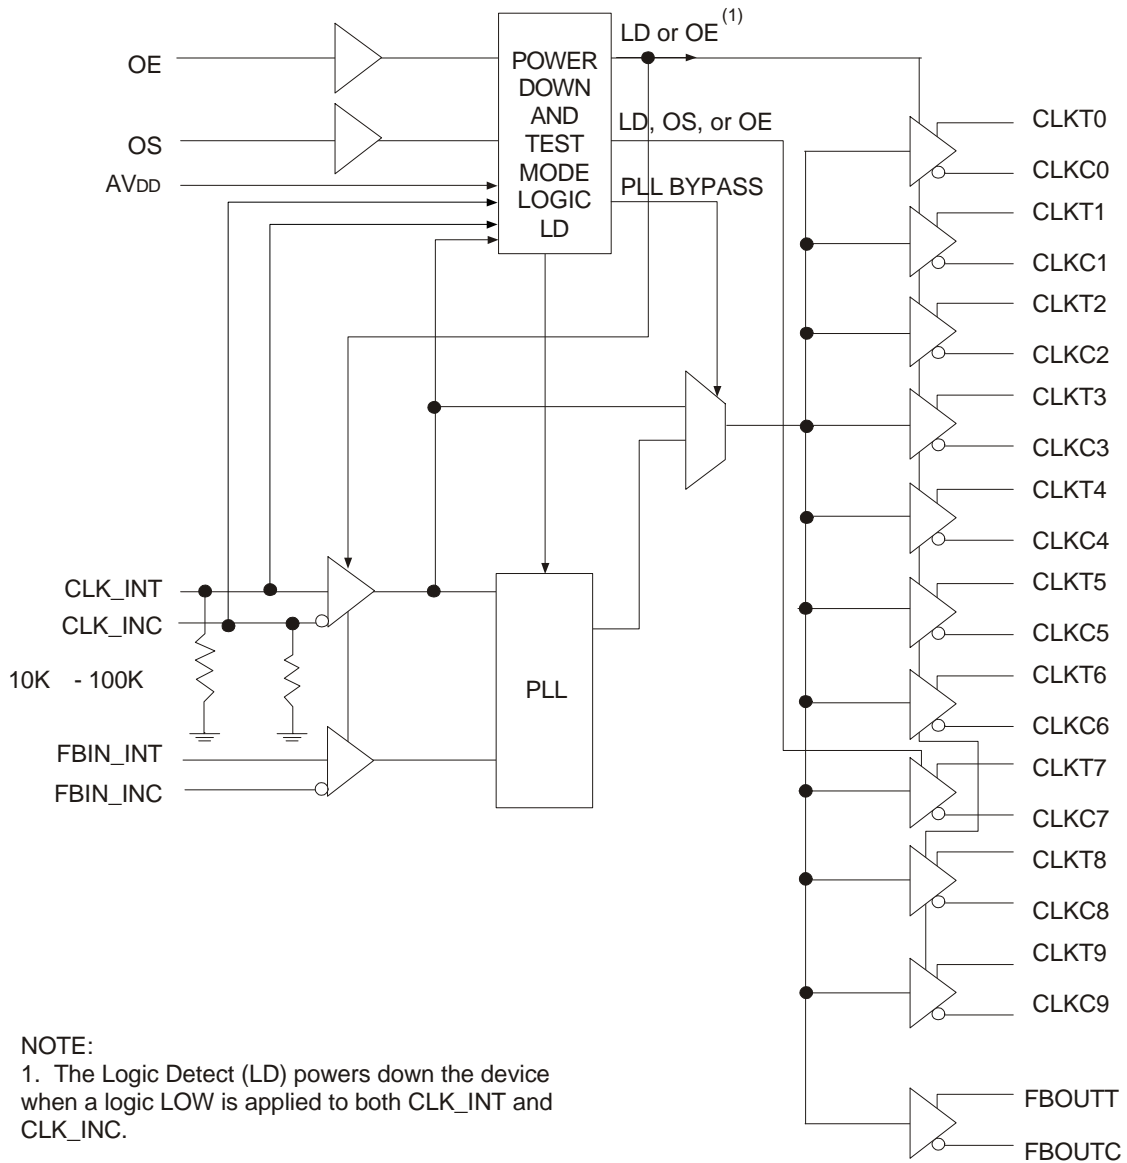 LD or OE (1)
OE
POWER
DOWN
AND
TEST
MODE
LOGIC
LD
OS
LD, OS, or OE
AVDD
PLL BYPASS
CLKT0
CLKC0
CLKT1
CLKC1
CLKT2
CLKC2
CLKT3
CLKC3
CLKT4
CLKC4
CLKT5
CLKC5
CLKT6
CLKC6
CLKT7
CLKC7
CLKT8
CLKC8
CLKT9
CLKC9
FBOUTT
FBOUTC
CLK_INT
CLK_INC
10K - 100K
PLL
FBIN_INT
FBIN_INC
NOTE:
1. The Logic Detect (LD) powers down the device
when a logic LOW is applied to both CLK_INT and
CLK_INC.